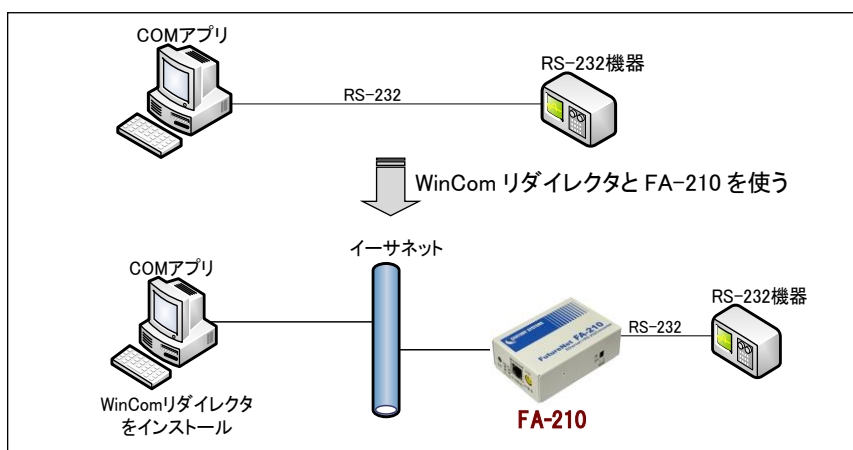 COMアプリ
RS-232機器
RS-232
WinCom リダイレクタと FA-210 を使う
イーサネット
COMアプリ
RS-232機器
RS-232
CENTURY SYSTEMS
FutureNet FA-210
WinComリダイレクタ
をインストール
FA-210